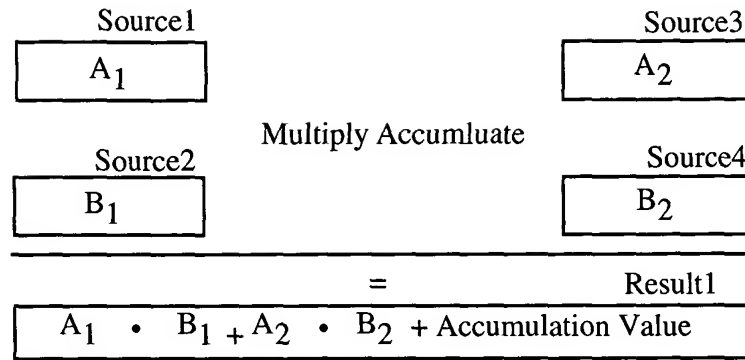 Source1 Source3
A1 A2
Multiply Accumluate
Source2 Source4
B1 B2
= Result1
A1 • B1 + A2 • B2 + Accumulation Value